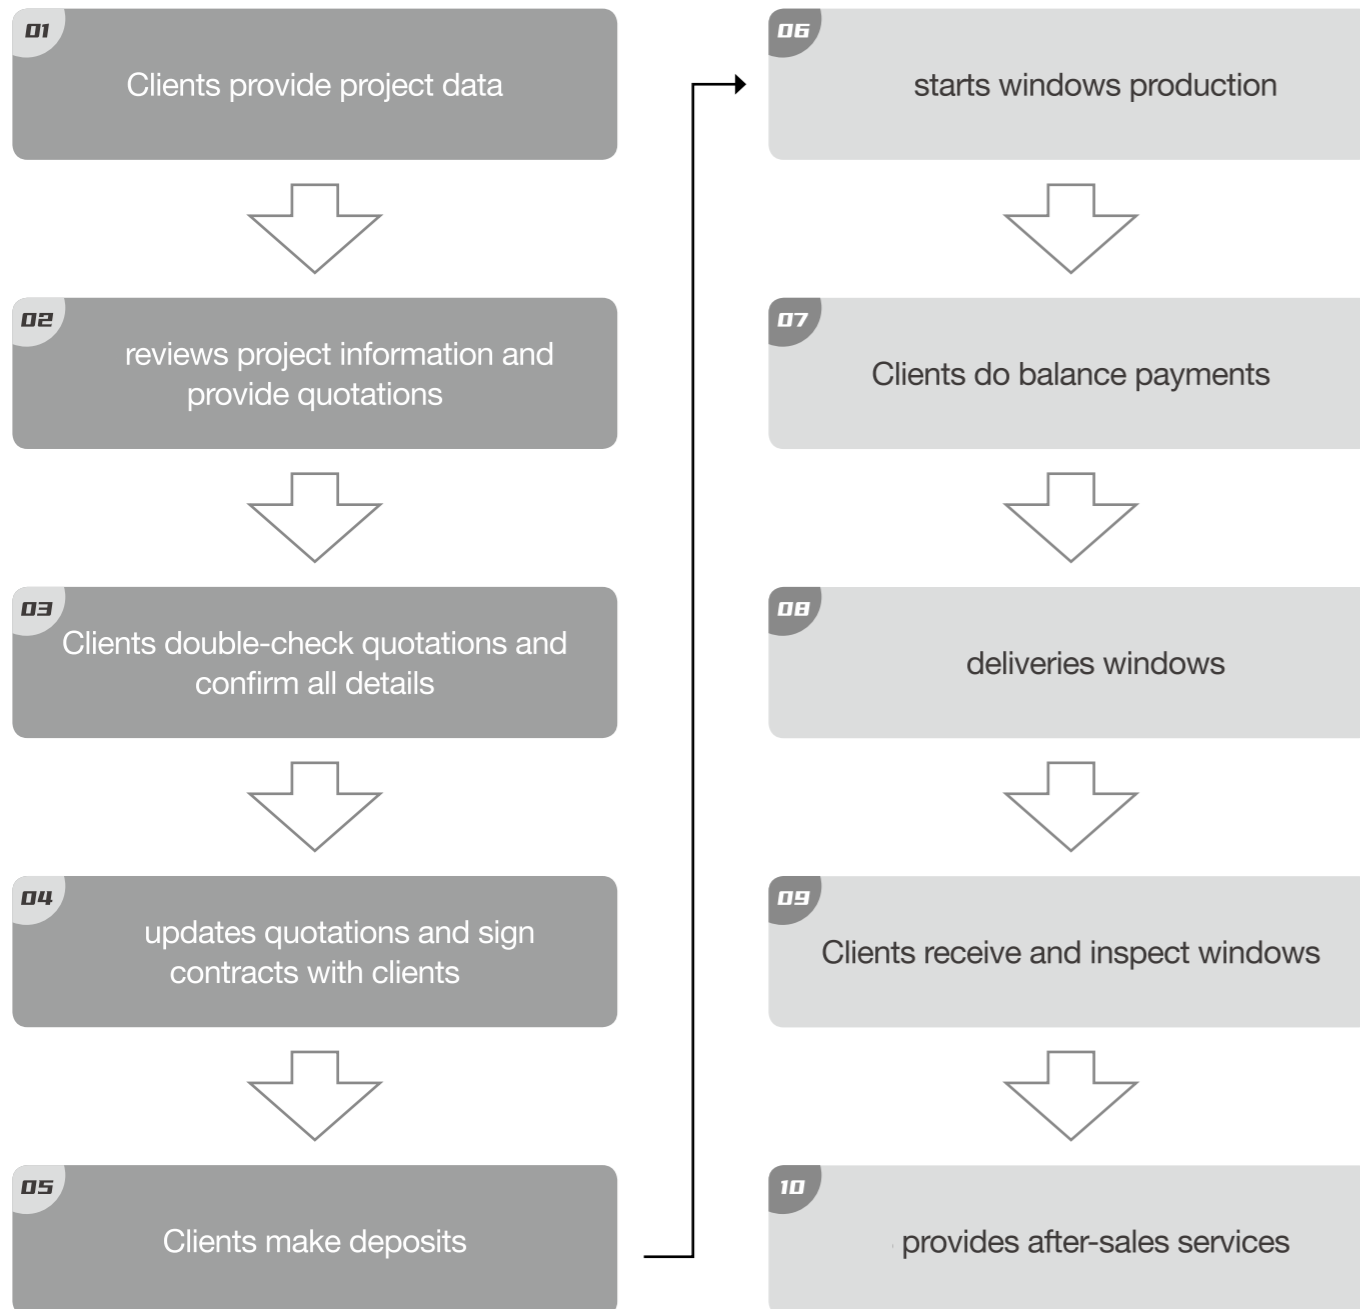 01
Clients provide project data
02
reviews project information and
provide quotations
03
Clients double-check quotations and
confirm all details
04
updates quotations and sign
contracts with clients
05
Clients make deposits
06
starts windows production
07
Clients do balance payments
08
deliveries windows
09
Clients receive and inspect windows
10
provides after-sales services